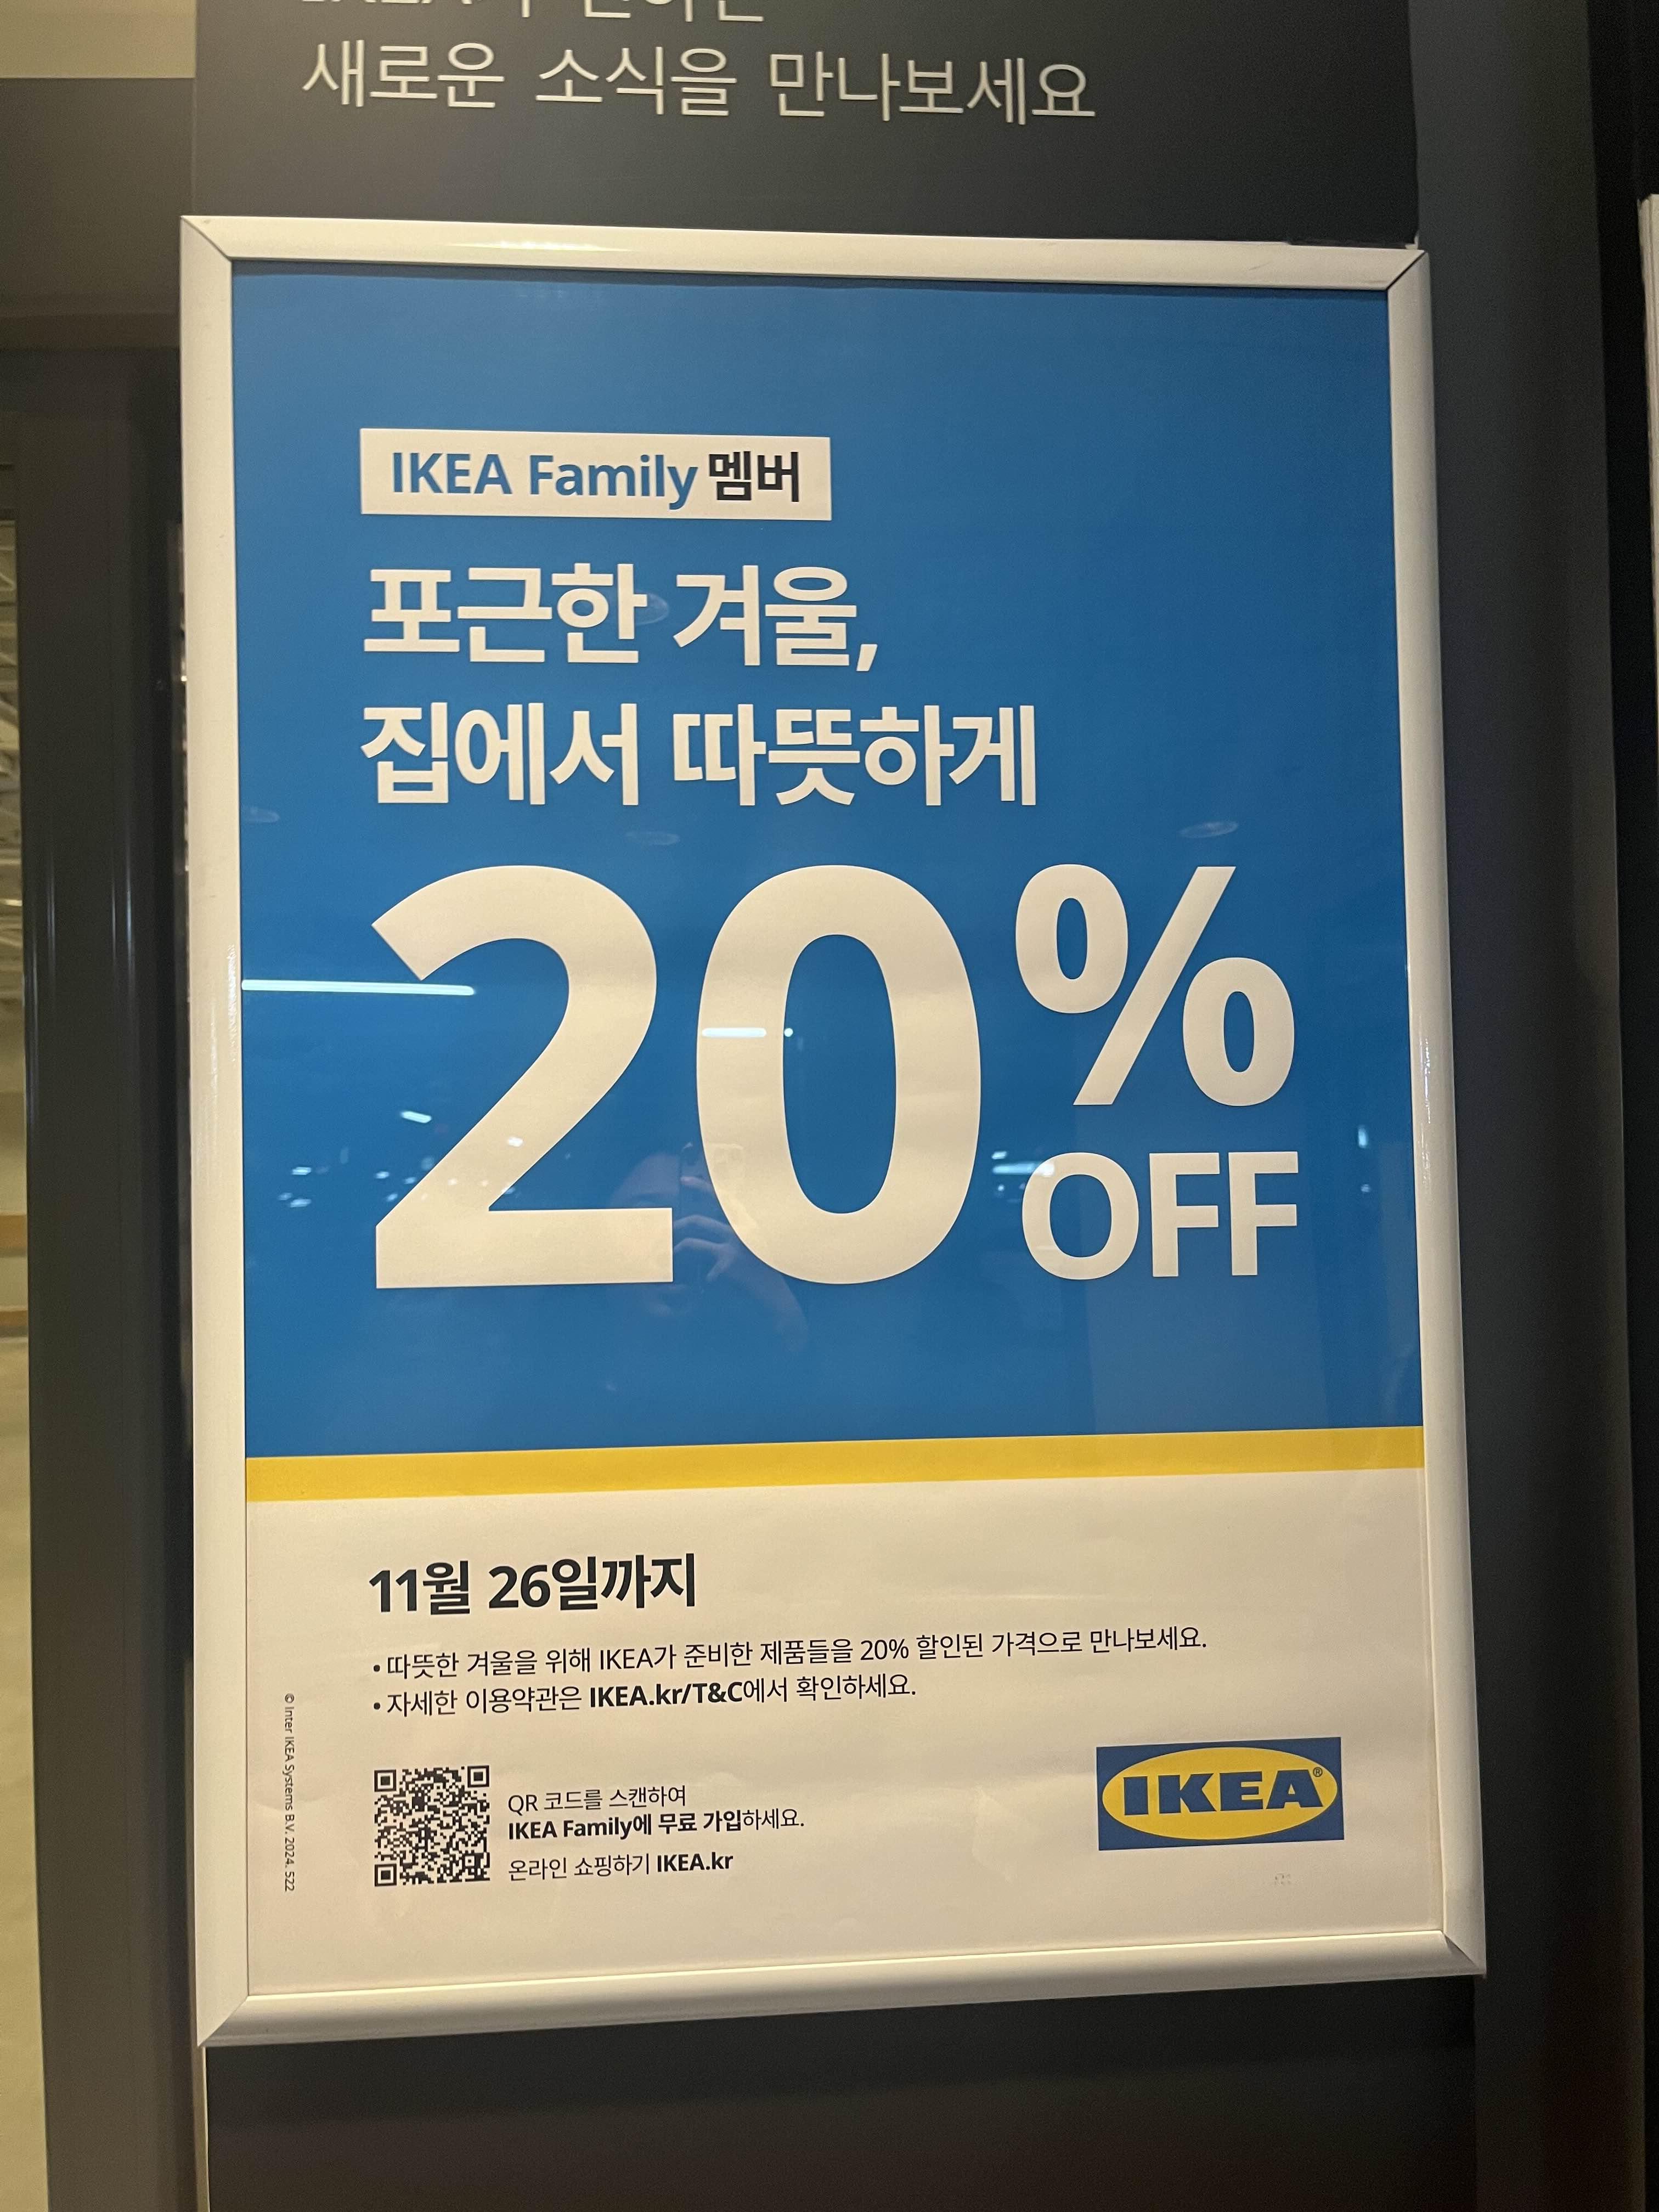 새로운 소식을 만나보세요
IKEA Family 멤버
포근한 겨울,
집에서 따뜻하게
20%
OFF
11월 26일까지
• 따뜻한 겨울을 위해 IKEA가 준비한 제품들을 20% 할인된 가격으로 만나보세요.
• 자세한 이용약관은 IKEA.kr/T&C에서 확인하세요.
QR 코드를 스캔하여
IKEA Family에 무료 가입하세요.
온라인 쇼핑하기 IKEA.kr
IKEA®
© Inter IKEA Systems B.V. 2024. 522